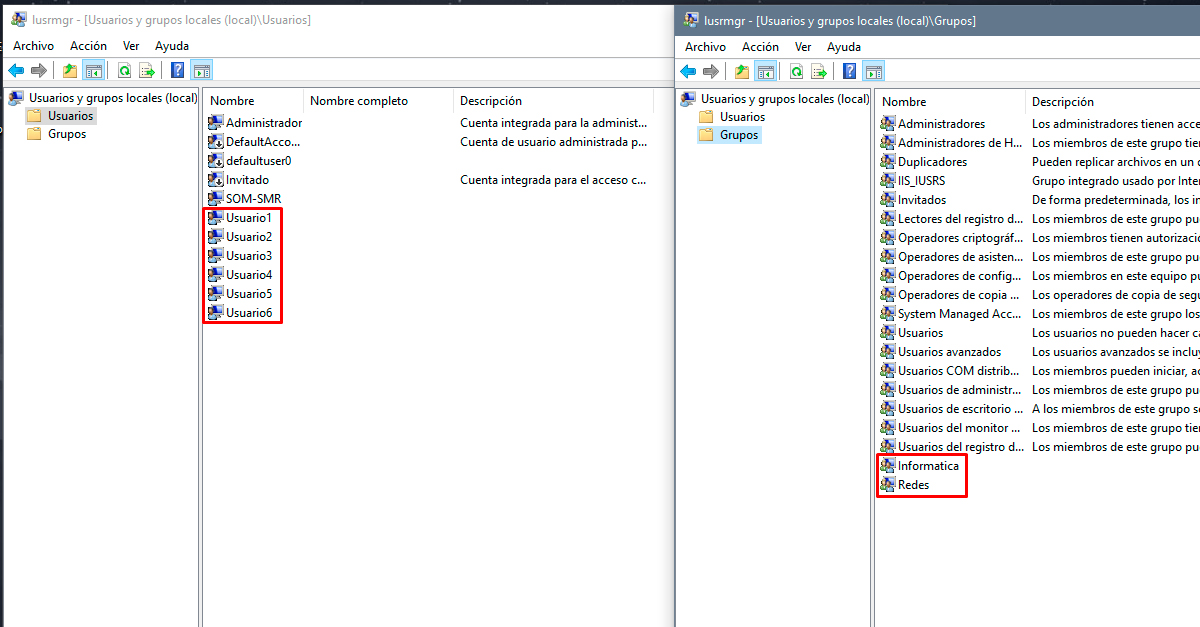 lusrmgr - [Usuarios y grupos locales (local)\Usuarios]
Archivo Acción Ver Ayuda
Usuarios y grupos locales (local)
Usuarios
Grupos
Nombre Nombre completo Descripción
Administrador Cuenta integrada para la administ...
DefaultAcco... Cuenta de usuario administrada p...
defaultuser0
Invitado Cuenta integrada para el acceso c...
SOM-SMR
Usuario1
Usuario2
Usuario3
Usuario4
Usuario5
Usuario6
lusrmgr - [Usuarios y grupos locales (local)\Grupos]
Archivo Acción Ver Ayuda
Usuarios y grupos locales (local)
Usuarios
Grupos
Nombre Descripción
Administradores Los administradores tienen acce
Administradores de H... Los miembros de este grupo tie
Duplicadores Pueden replicar archivos en un
IIS_IUSRS Grupo integrado usado por Inter
Invitados De forma predeterminada, los
Lectores del registro d... Los miembros de este grupo pu
Operadores criptográf... Los miembros tienen autorizacio
Operadores de asisten... Los miembros de este grupo pu
Operadores de config... Los miembros en este equipo pu
Operadores de copia ... Los operadores de copia de segu
System Managed Acc... Los miembros de este grupo los
Usuarios Los usuarios no pueden hacer ca
Usuarios avanzados Los usuarios avanzados se incluy
Usuarios COM distrib... Los miembros pueden iniciar, ac
Usuarios de administr... Los miembros de este grupo pu
Usuarios de escritorio ... A los miembros de este grupo se
Usuarios del monitor ... Los miembros de este grupo tie
Usuarios del registro d... Los miembros de este grupo pu
Informatica
Redes